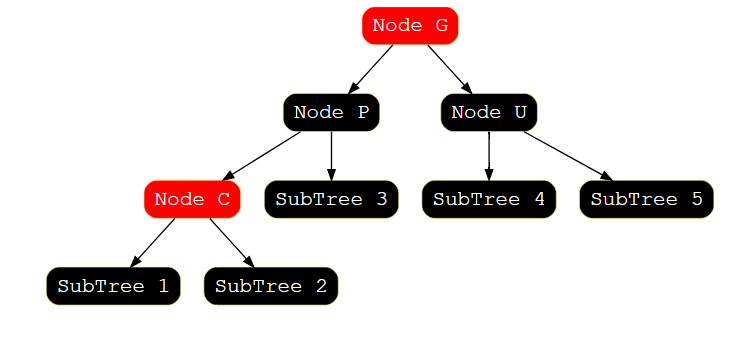 Node G
Node P
Node U
Node C
SubTree 3
SubTree 4
SubTree 5
SubTree 1
SubTree 2